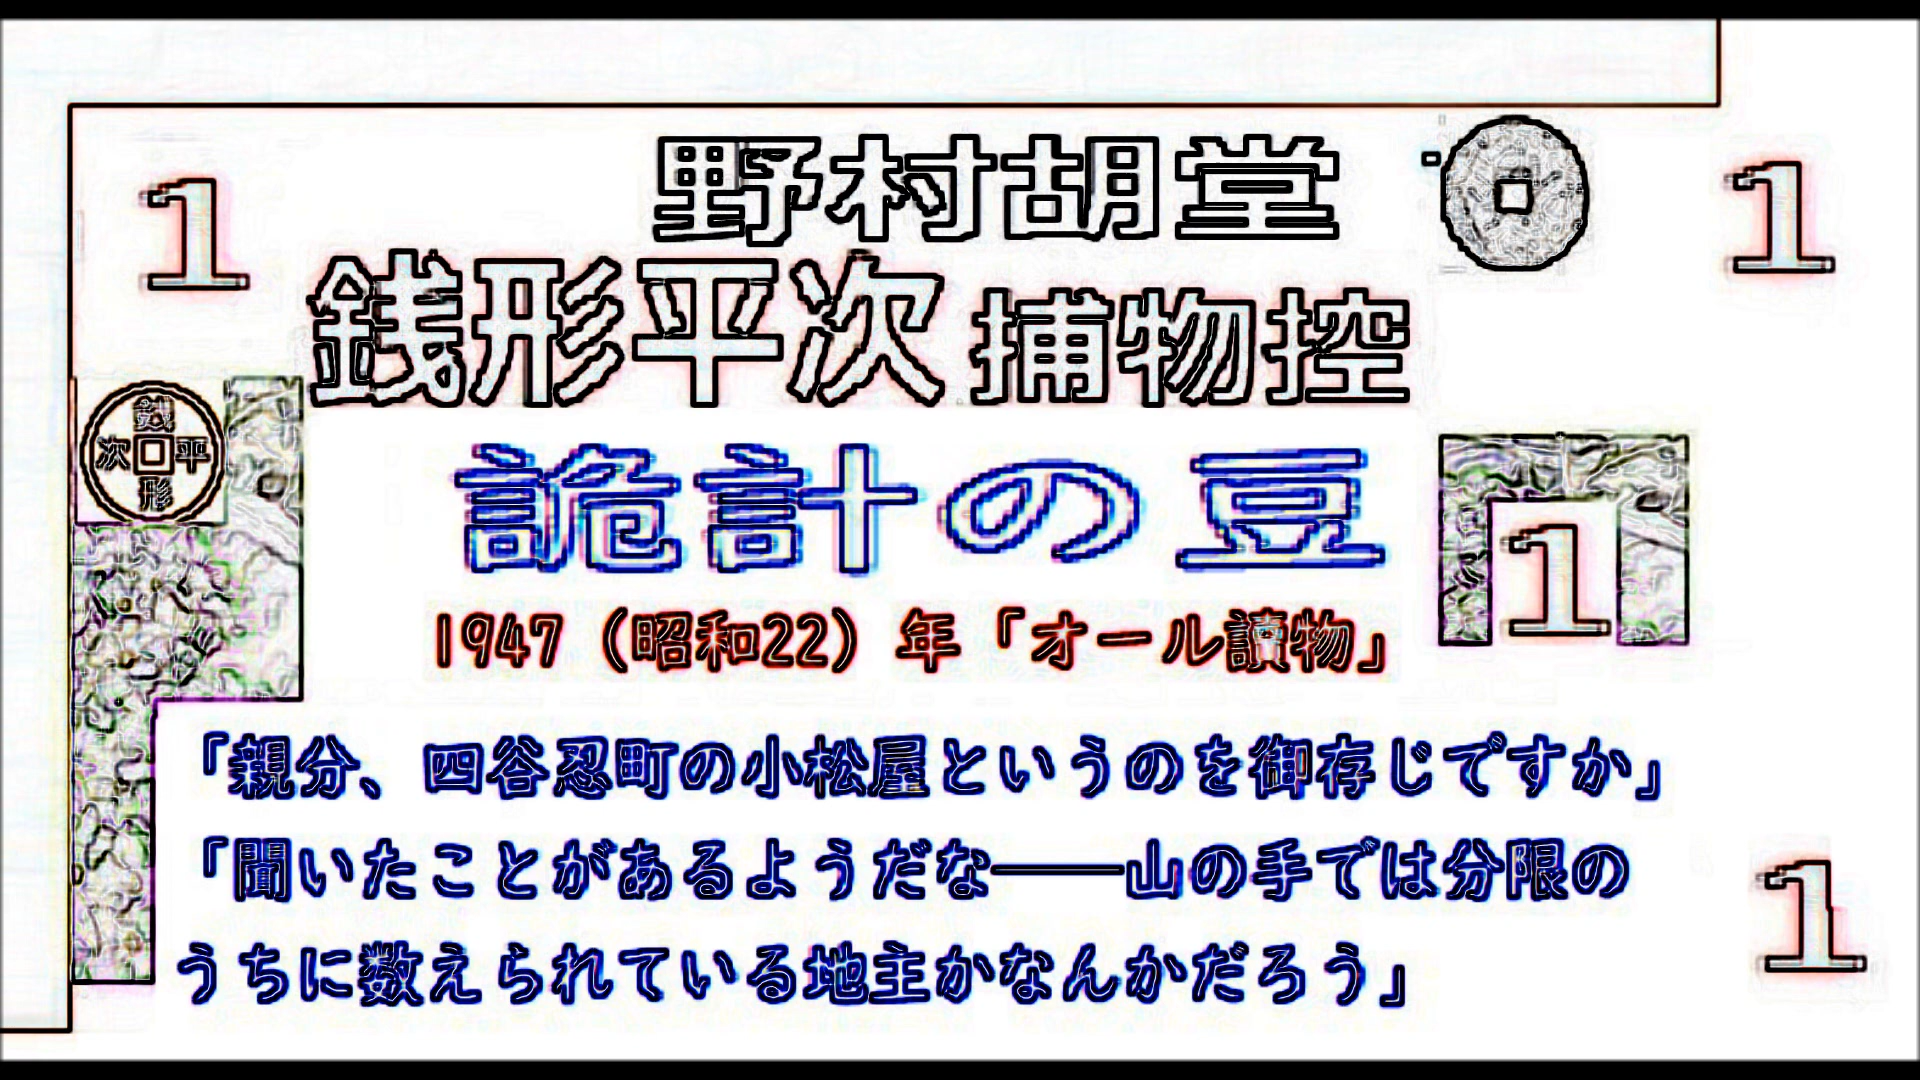 野村胡堂
1
1
銭形平次 捕物控
銭
次 平
形
詭計の豆
1
1947（昭和22）年「オール讀物」
「親分、四谷忍町の小松屋というのを御存じですか」
「聞いたことがあるようだな――山の手では分限の
うちに数えられている地主かなんかだろう」
1